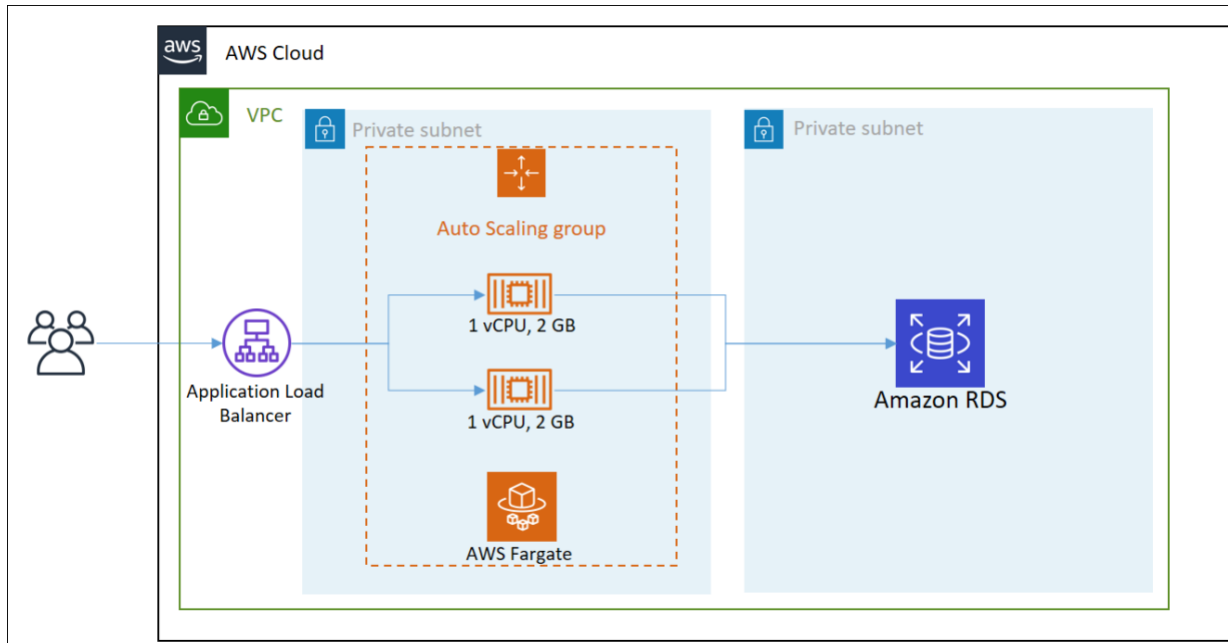 aws
AWS Cloud
VPC
Private subnet
Private subnet
Auto Scaling group
1 vCPU, 2 GB
Application Load
Balancer
1 vCPU, 2 GB
Amazon RDS
AWS Fargate